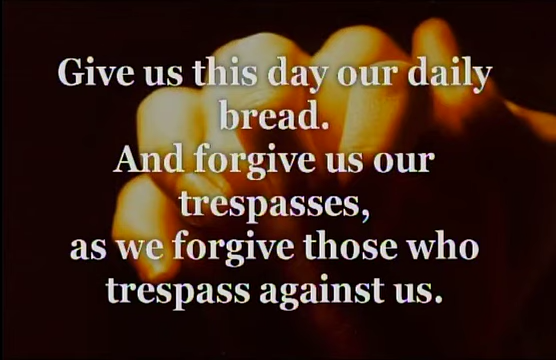 Give us this day our daily
bread.
And forgive us our
trespasses,
as we forgive those who
trespass against us.